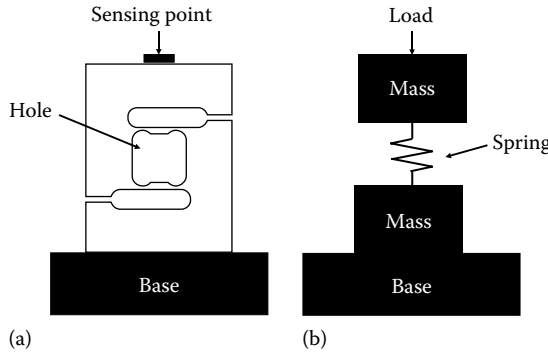 Sensing point
Hole
Base
(a)
Load
Mass
Spring
Mass
Base
(b)